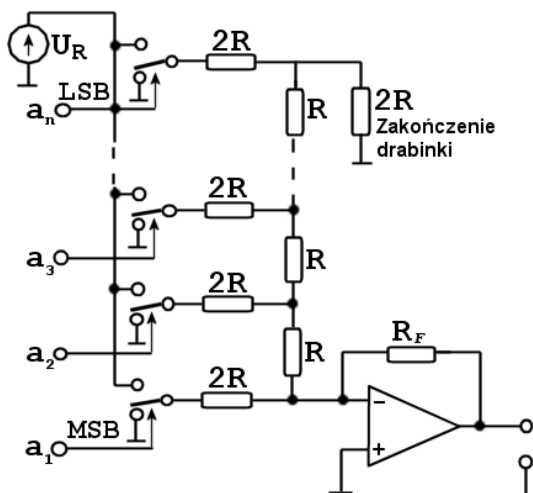 U_R
2R
LSB
a_n
R
2R
Zakończenie
drabinki
2R
a_3
R
2R
a_2
R
R_F
2R
MSB
a_1
−
+